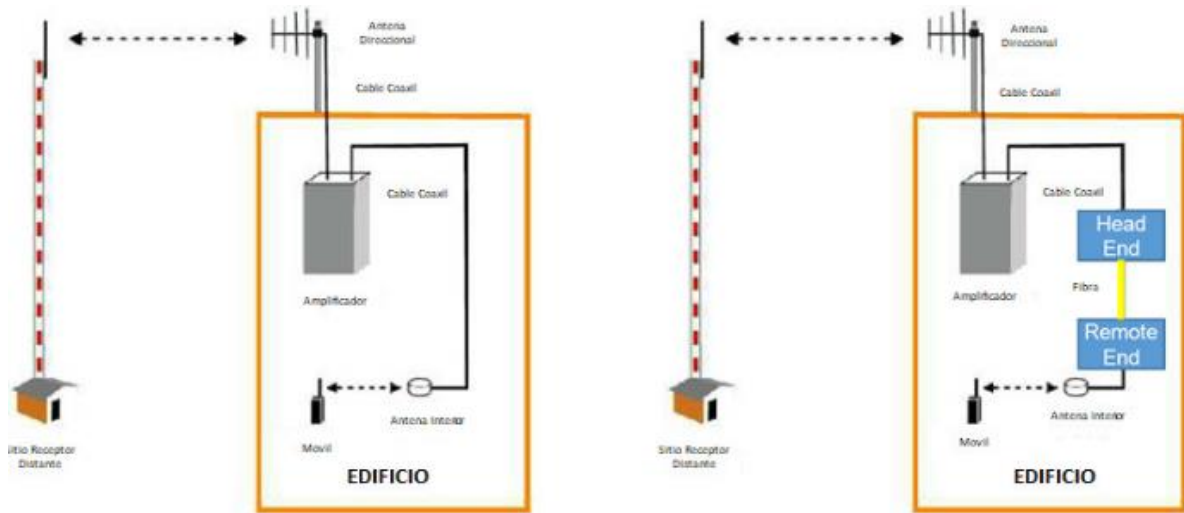 Antena
Direccional
Cable Coaxil
Cable Coaxil
Amplificador
Antena Interior
Movil
Sitio Receptor
Distante
EDIFICIO
Antena
Direccional
Cable Coaxil
Cable Coaxil
Head
End
Fibra
Amplificador
Remote
End
Antena Interior
Movil
Sitio Receptor
Distante
EDIFICIO